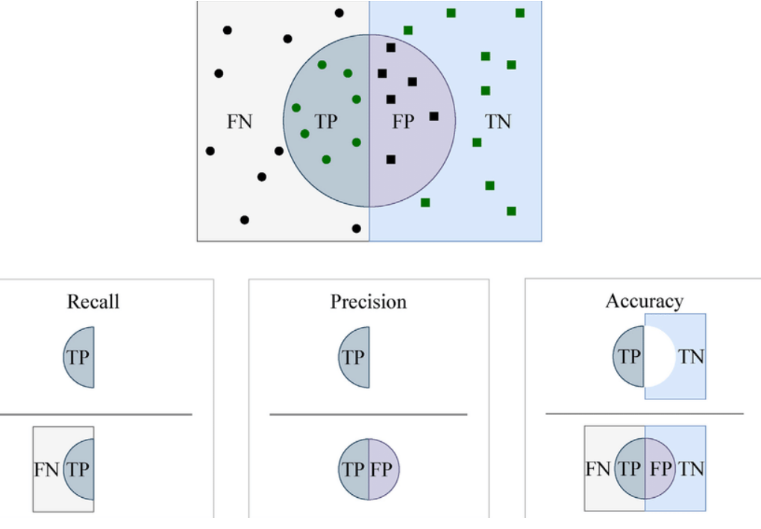 FN TP FP TN
Recall Precision Accuracy
TP TP TP TN
FN TP TP FP FN TP FP TN